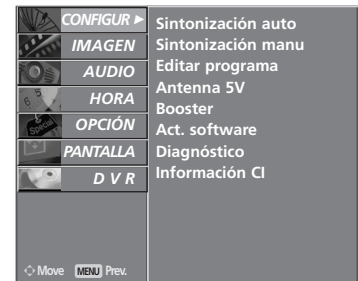 CONFIGUR ►
IMAGEN
AUDIO
HORA
OPCIÓN
PANTALLA
D V R
Sintonización auto
Sintonización manu
Editar programa
Antenna 5V
Booster
Act. software
Diagnóstico
Información CI
Move MENU Prev.